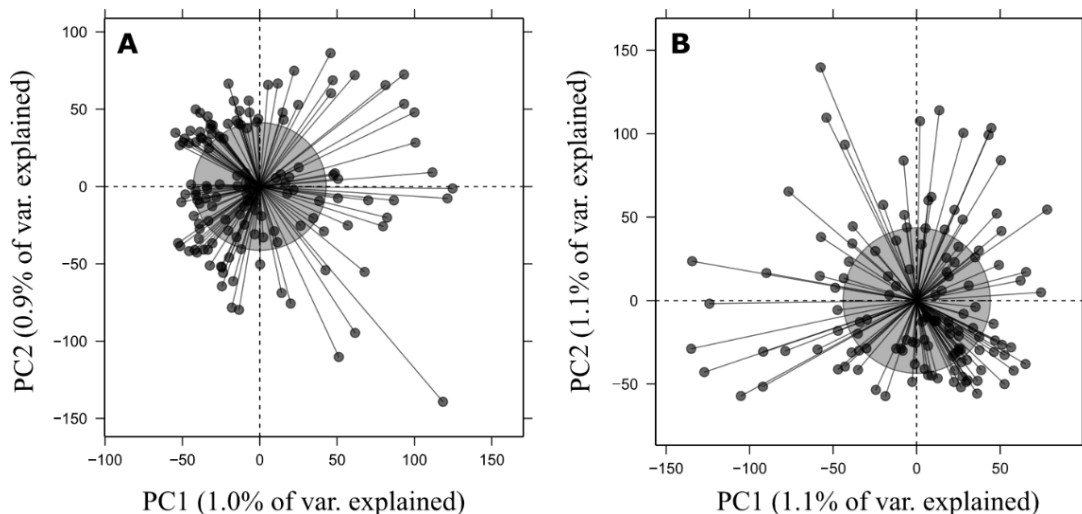 A
PC2 (0.9% of var. explained)
100
50
0
−50
−100
−150
−100 −50 0 50 100 150
PC1 (1.0% of var. explained)
B
PC2 (1.1% of var. explained)
150
100
50
0
−50
−150 −100 −50 0 50
PC1 (1.1% of var. explained)